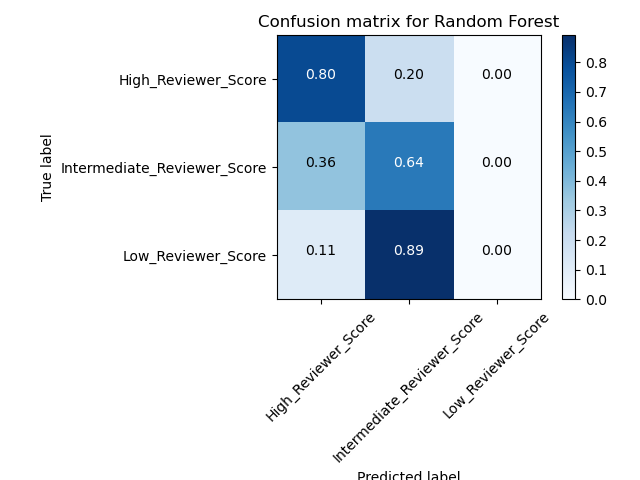 Confusion matrix for Random Forest
True label
High_Reviewer_Score 0.80 0.20 0.00
Intermediate_Reviewer_Score 0.36 0.64 0.00
Low_Reviewer_Score 0.11 0.89 0.00
High_Reviewer_Score Intermediate_Reviewer_Score Low_Reviewer_Score
Predicted label
0.8
0.7
0.6
0.5
0.4
0.3
0.2
0.1
0.0